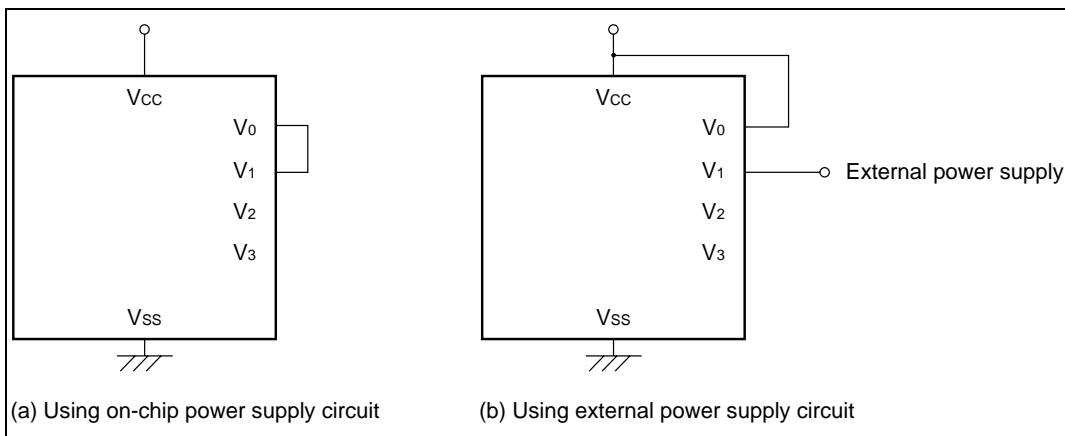 VCC
V0
V1
V2
V3
VSS
(a) Using on-chip power supply circuit
VCC
V0
V1
External power supply
V2
V3
VSS
(b) Using external power supply circuit